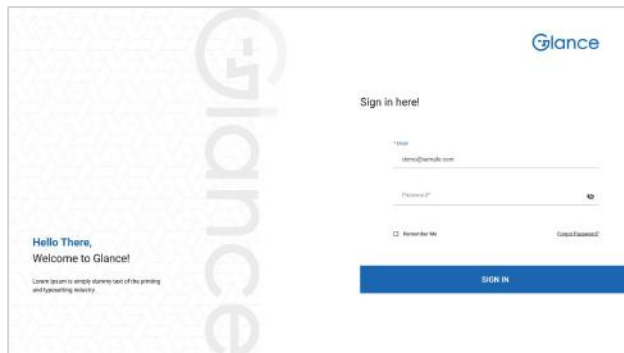 Glance
Glance
Sign in here!
* Email
demo@sample.com
Password*
Remember Me
Forgot Password?
SIGN IN
Hello There,
Welcome to Glance!
Lorem Ipsum is simply dummy text of the printing
and typesetting industry.